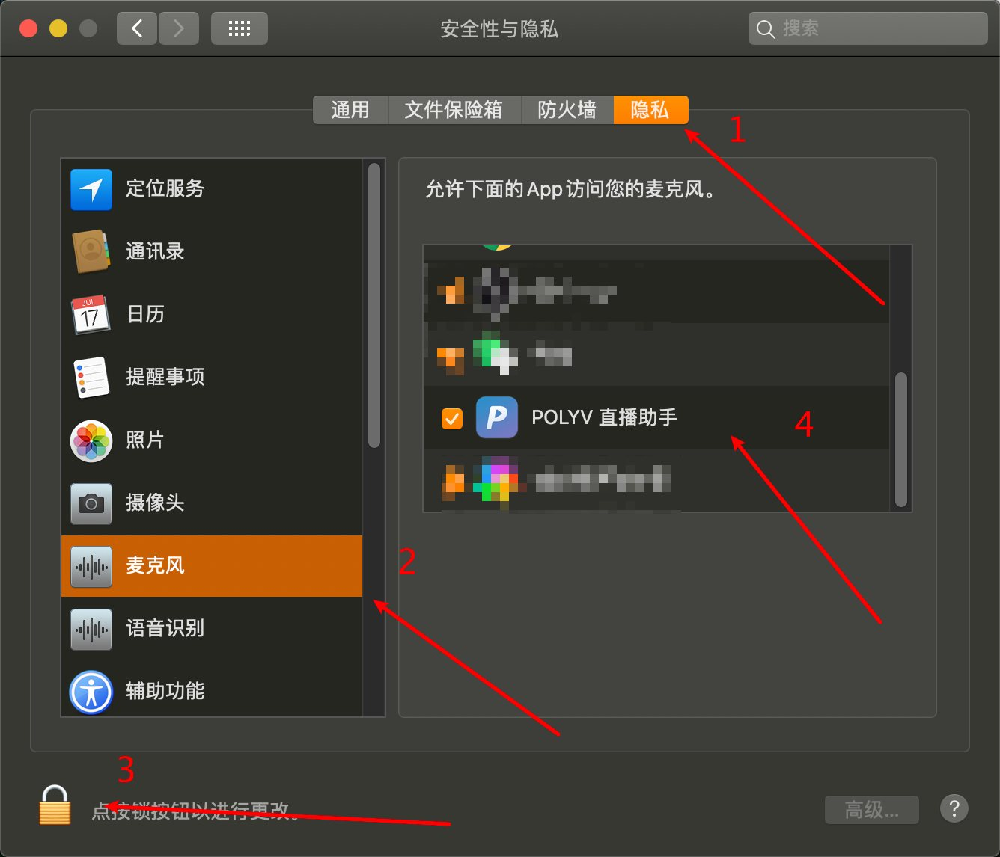 安全性与隐私
搜索
通用
文件保险箱
防火墙
隐私
1
定位服务
通讯录
JUL
17
日历
提醒事项
照片
摄像头
麦克风
语音识别
辅助功能
允许下面的App访问您的麦克风。
POLYV 直播助手
4
2
3
点按锁按钮以进行更改。
高级...
?